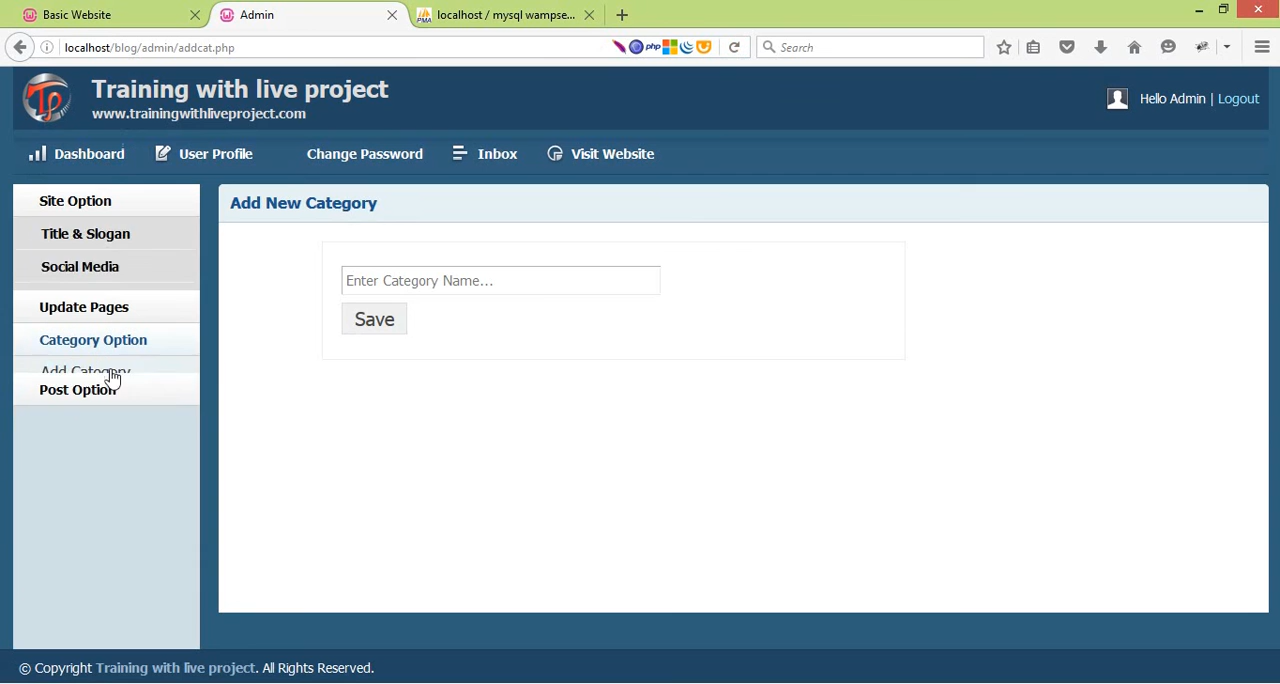 Basic Website
Admin
localhost / mysql wampse...
localhost/blog/admin/addcat.php
php
Search
Training with live project
www.trainingwithliveproject.com
Hello Admin | Logout
Dashboard
User Profile
Change Password
Inbox
Visit Website
Site Option
Title & Slogan
Social Media
Update Pages
Category Option
Add Category
Post Option
Add New Category
Enter Category Name...
Save
© Copyright Training with live project. All Rights Reserved.